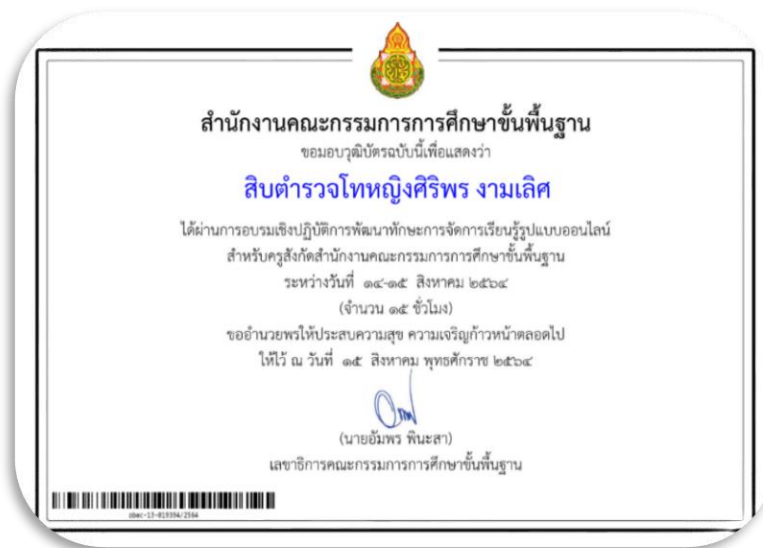 สำนักงานคณะกรรมการการศึกษาขั้นพื้นฐาน
ขอมอบวุฒิบัตรฉบับนี้เพื่อแสดงว่า
สิบตำรวจโทหญิงศิริพร งามเลิศ
ได้ผ่านการอบรมเชิงปฏิบัติการพัฒนาทักษะการจัดการเรียนรู้รูปแบบออนไลน์
สำหรับครูสังกัดสำนักงานคณะกรรมการการศึกษาขั้นพื้นฐาน
ระหว่างวันที่ ๑๔-๑๕ สิงหาคม ๒๕๖๔
(จำนวน ๑๕ ชั่วโมง)
ขออำนวยพรให้ประสบความสุข ความเจริญก้าวหน้าตลอดไป
ให้ไว้ ณ วันที่ ๑๕ สิงหาคม พุทธศักราช ๒๕๖๔
(นายอัมพร พินะสา)
เลขาธิการคณะกรรมการการศึกษาขั้นพื้นฐาน
obec-13-819394/2564